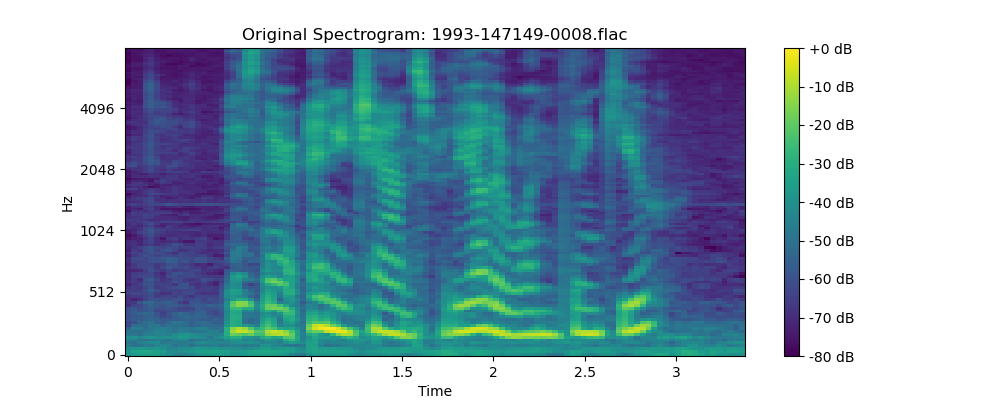 Original Spectrogram: 1993-147149-0008.flac
Hz
4096
2048
1024
512
0
0
0.5
1
1.5
2
2.5
3
Time
+0 dB
-10 dB
-20 dB
-30 dB
-40 dB
-50 dB
-60 dB
-70 dB
-80 dB